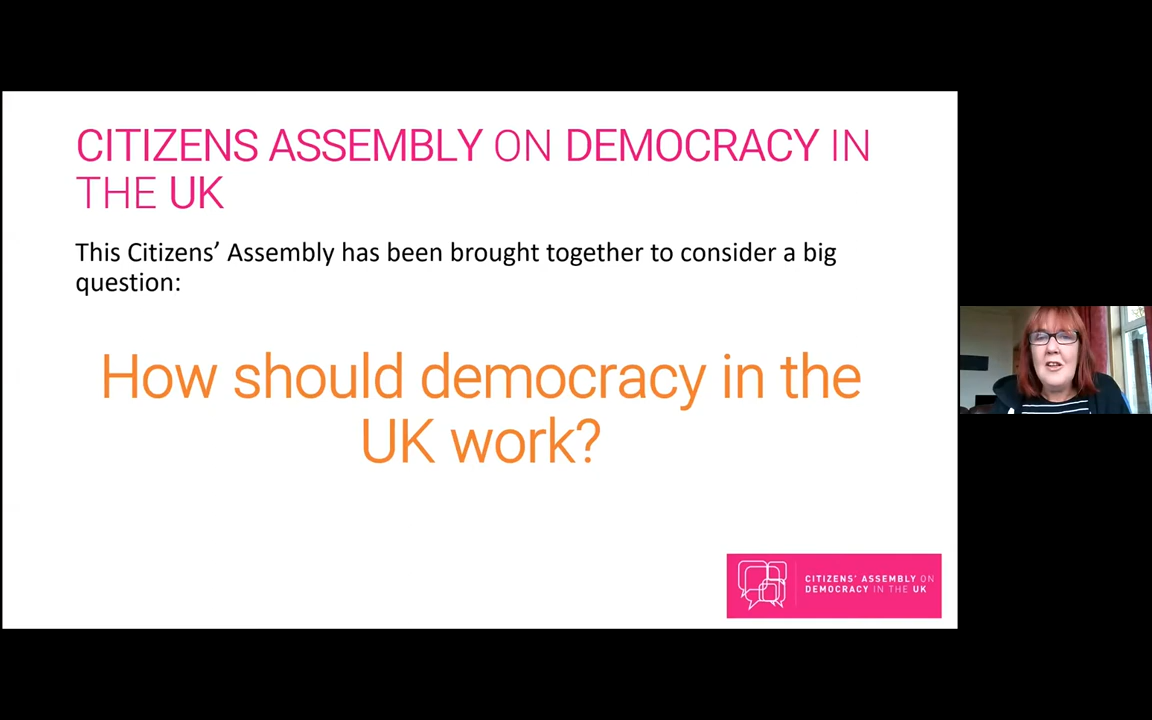 CITIZENS ASSEMBLY ON DEMOCRACY IN
THE UK
This Citizens’ Assembly has been brought together to consider a big
question:
How should democracy in the
UK work?
CITIZENS’ ASSEMBLY ON
DEMOCRACY IN THE UK